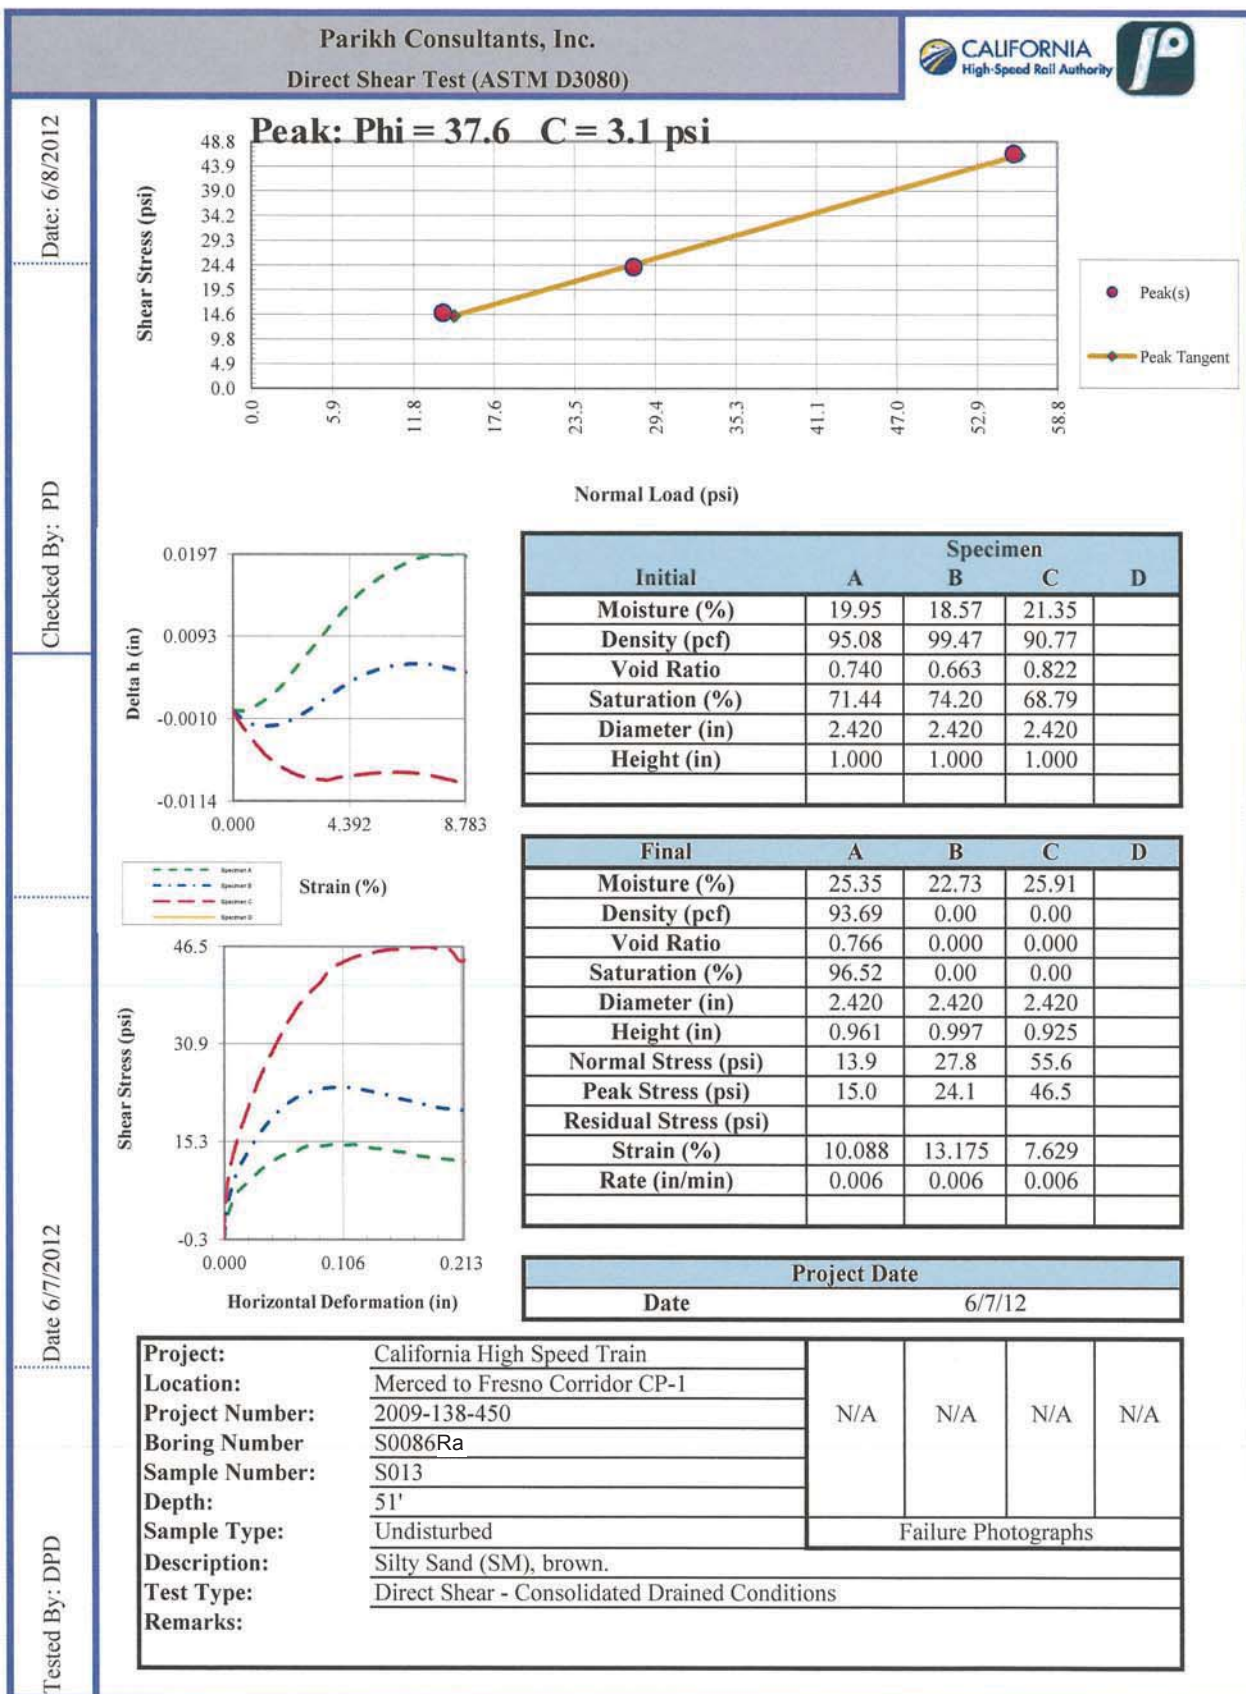 Parikh Consultants, Inc.
Direct Shear Test (ASTM D3080)
CALIFORNIA
High-Speed Rail Authority
Date: 6/8/2012
Checked By: PD
Date 6/7/2012
Tested By: DPD
Peak: Phi = 37.6 C = 3.1 psi
Shear Stress (psi)
48.8
43.9
39.0
34.2
29.3
24.4
19.5
14.6
9.8
4.9
0.0
0.0 5.9 11.8 17.6 23.5 29.4 35.3 41.1 47.0 52.9 58.8
Normal Load (psi)
Peak(s)
Peak Tangent
Delta h (in)
0.0197
0.0093
-0.0010
-0.0114
0.000 4.392 8.783
Strain (%)
Specimen A
Specimen B
Specimen C
Specimen D
Shear Stress (psi)
46.5
30.9
15.3
-0.3
0.000 0.106 0.213
Horizontal Deformation (in)
Specimen
Initial A B C D
Moisture (%) 19.95 18.57 21.35
Density (pcf) 95.08 99.47 90.77
Void Ratio 0.740 0.663 0.822
Saturation (%) 71.44 74.20 68.79
Diameter (in) 2.420 2.420 2.420
Height (in) 1.000 1.000 1.000
Final A B C D
Moisture (%) 25.35 22.73 25.91
Density (pcf) 93.69 0.00 0.00
Void Ratio 0.766 0.000 0.000
Saturation (%) 96.52 0.00 0.00
Diameter (in) 2.420 2.420 2.420
Height (in) 0.961 0.997 0.925
Normal Stress (psi) 13.9 27.8 55.6
Peak Stress (psi) 15.0 24.1 46.5
Residual Stress (psi)
Strain (%) 10.088 13.175 7.629
Rate (in/min) 0.006 0.006 0.006
Project Date
Date 6/7/12
Project: California High Speed Train
Location: Merced to Fresno Corridor CP-1
Project Number: 2009-138-450
Boring Number S0086Ra
Sample Number: S013
Depth: 51'
Sample Type: Undisturbed
Description: Silty Sand (SM), brown.
Test Type: Direct Shear - Consolidated Drained Conditions
Remarks:
N/A N/A N/A N/A
Failure Photographs